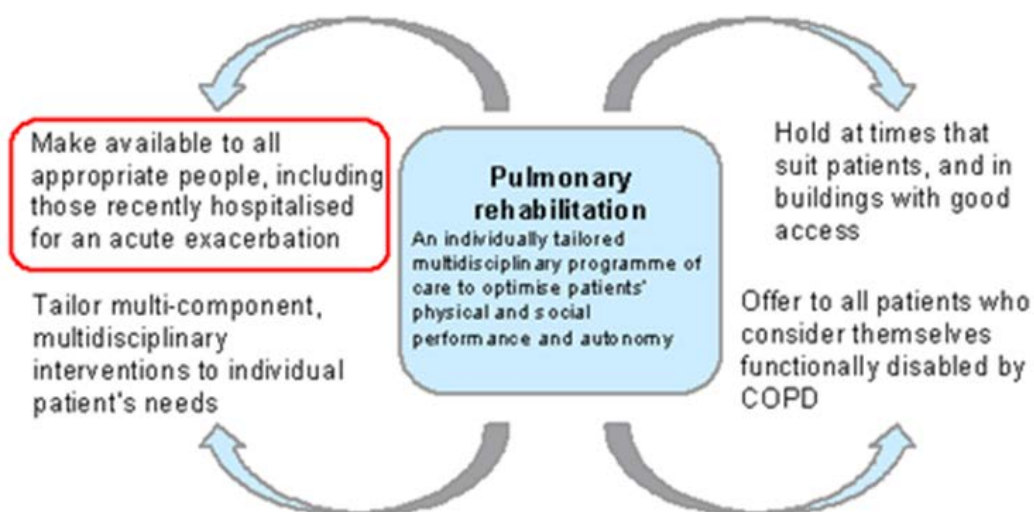 Make available to all
appropriate people, including
those recently hospitalised
for an acute exacerbation
Tailor multi-component,
multidisciplinary
interventions to individual
patient's needs
Pulmonary
rehabilitation
An individually tailored
multidisciplinary programme of
care to optimise patients'
physical and social
performance and autonomy
Hold at times that
suit patients, and in
buildings with good
access
Offer to all patients who
consider themselves
functionally disabled by
COPD